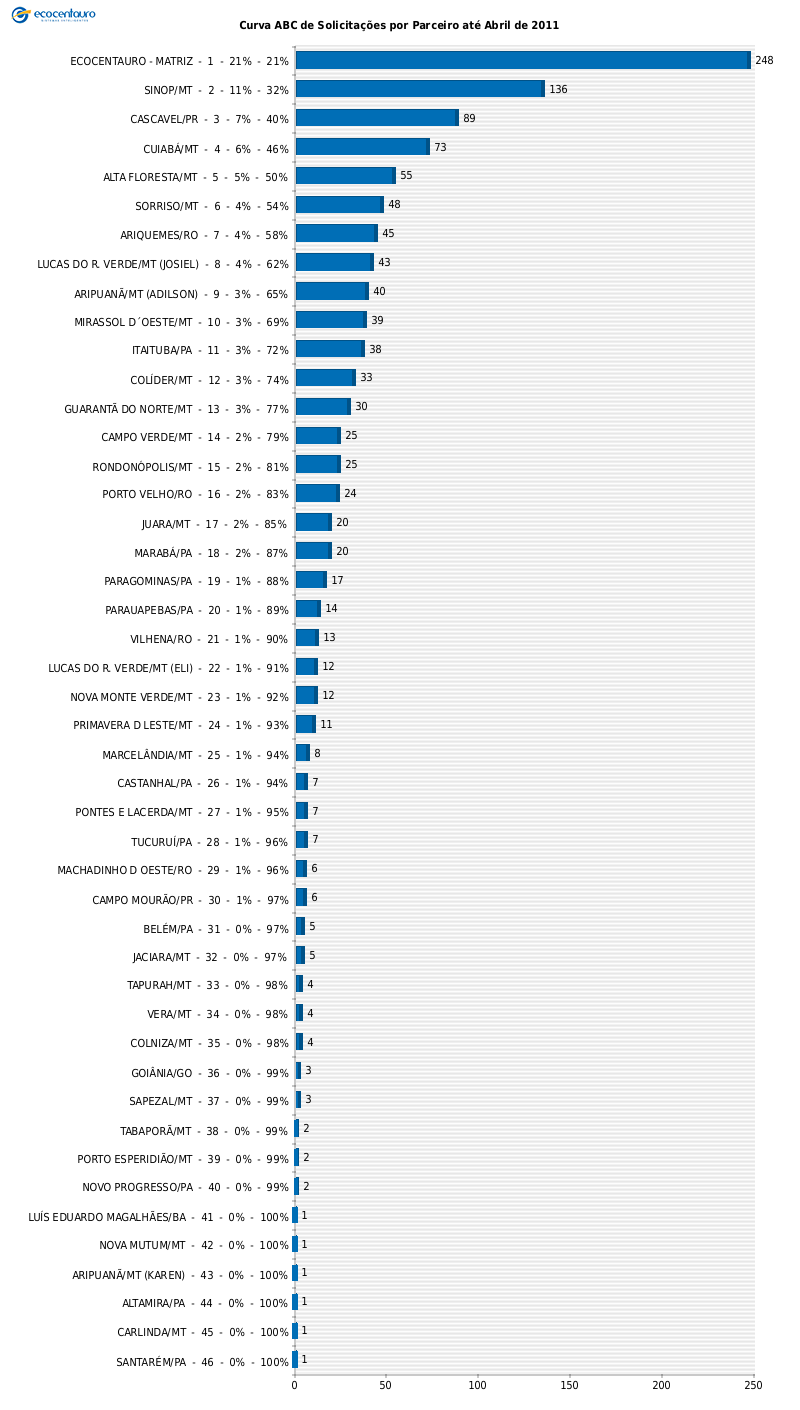 ecocentauro
Curva ABC de Solicitações por Parceiro até Abril de 2011
ECOCENTAURO - MATRIZ - 1 - 21% - 21% 248
SINOP/MT - 2 - 11% - 32% 136
CASCAVEL/PR - 3 - 7% - 40% 89
CUIABÁ/MT - 4 - 6% - 46% 73
ALTA FLORESTA/MT - 5 - 5% - 50% 55
SORRISO/MT - 6 - 4% - 54% 48
ARIQUEMES/RO - 7 - 4% - 58% 45
LUCAS DO R. VERDE/MT (JOSIEL) - 8 - 4% - 62% 43
ARIPUANÃ/MT (ADILSON) - 9 - 3% - 65% 40
MIRASSOL D´OESTE/MT - 10 - 3% - 69% 39
ITAITUBA/PA - 11 - 3% - 72% 38
COLÍDER/MT - 12 - 3% - 74% 33
GUARANTÃ DO NORTE/MT - 13 - 3% - 77% 30
CAMPO VERDE/MT - 14 - 2% - 79% 25
RONDONÓPOLIS/MT - 15 - 2% - 81% 25
PORTO VELHO/RO - 16 - 2% - 83% 24
JUARA/MT - 17 - 2% - 85% 20
MARABÁ/PA - 18 - 2% - 87% 20
PARAGOMINAS/PA - 19 - 1% - 88% 17
PARAUAPEBAS/PA - 20 - 1% - 89% 14
VILHENA/RO - 21 - 1% - 90% 13
LUCAS DO R. VERDE/MT (ELI) - 22 - 1% - 91% 12
NOVA MONTE VERDE/MT - 23 - 1% - 92% 12
PRIMAVERA D LESTE/MT - 24 - 1% - 93% 11
MARCELÂNDIA/MT - 25 - 1% - 94% 8
CASTANHAL/PA - 26 - 1% - 94% 7
PONTES E LACERDA/MT - 27 - 1% - 95% 7
TUCURUÍ/PA - 28 - 1% - 96% 7
MACHADINHO D OESTE/RO - 29 - 1% - 96% 6
CAMPO MOURÃO/PR - 30 - 1% - 97% 6
BELÉM/PA - 31 - 0% - 97% 5
JACIARA/MT - 32 - 0% - 97% 5
TAPURAH/MT - 33 - 0% - 98% 4
VERA/MT - 34 - 0% - 98% 4
COLNIZA/MT - 35 - 0% - 98% 4
GOIÂNIA/GO - 36 - 0% - 99% 3
SAPEZAL/MT - 37 - 0% - 99% 3
TABAPORÃ/MT - 38 - 0% - 99% 2
PORTO ESPERIDIÃO/MT - 39 - 0% - 99% 2
NOVO PROGRESSO/PA - 40 - 0% - 99% 2
LUÍS EDUARDO MAGALHÃES/BA - 41 - 0% - 100% 1
NOVA MUTUM/MT - 42 - 0% - 100% 1
ARIPUANÃ/MT (KAREN) - 43 - 0% - 100% 1
ALTAMIRA/PA - 44 - 0% - 100% 1
CARLINDA/MT - 45 - 0% - 100% 1
SANTARÉM/PA - 46 - 0% - 100% 1
0 50 100 150 200 250